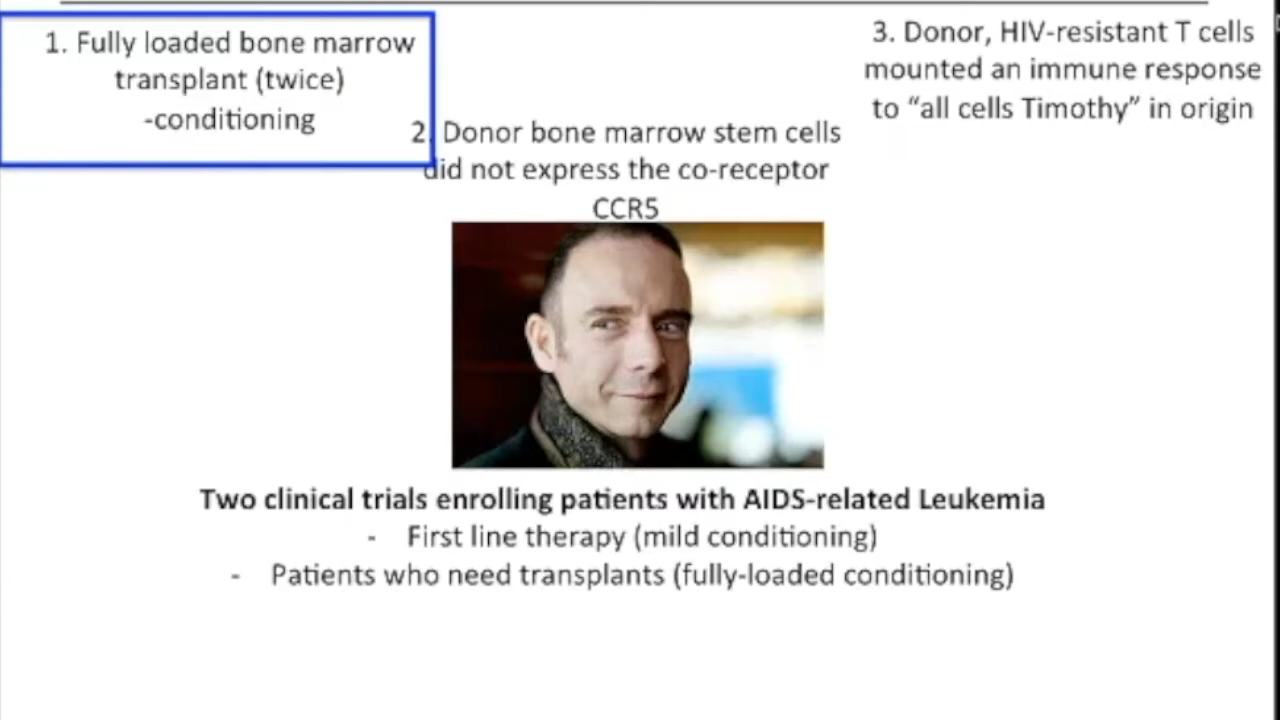 1. Fully loaded bone marrow
transplant (twice)
-conditioning
2. Donor bone marrow stem cells
did not express the co-receptor
CCR5
3. Donor, HIV-resistant T cells
mounted an immune response
to “all cells Timothy” in origin
Two clinical trials enrolling patients with AIDS-related Leukemia
- First line therapy (mild conditioning)
- Patients who need transplants (fully-loaded conditioning)